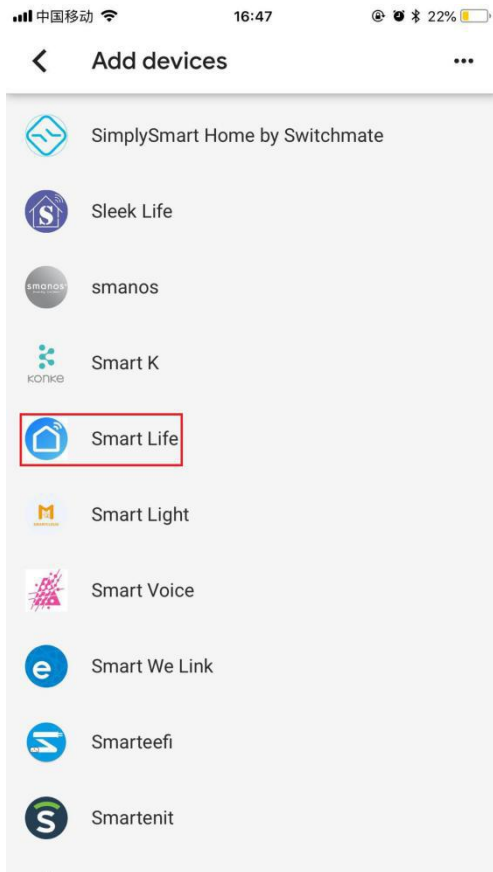 中国移动 16:47 22%
Add devices
SimplySmart Home by Switchmate
S
Sleek Life
smanos
smanos
Smart K
KONKE
Smart Life
M
Smart Light
Smart Voice
e
Smart We Link
Smarteefi
S
Smartenit